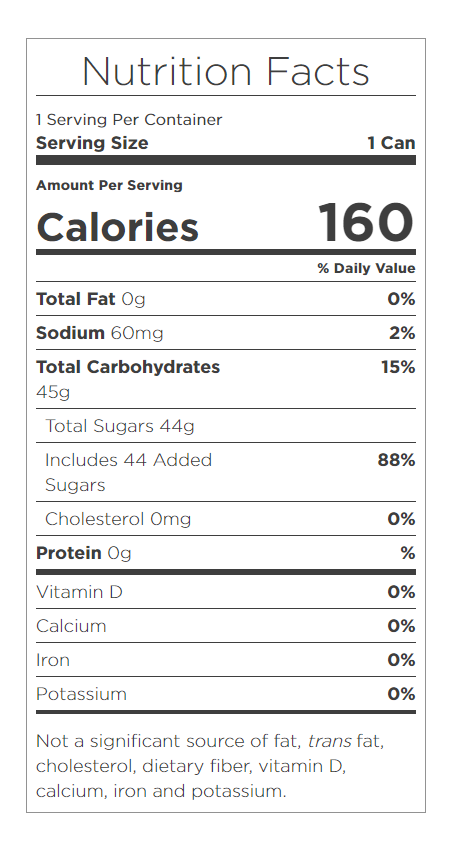 Nutrition Facts
1 Serving Per Container
Serving Size 1 Can
Amount Per Serving
Calories 160
% Daily Value
Total Fat 0g 0%
Sodium 60mg 2%
Total Carbohydrates 15%
45g
Total Sugars 44g
Includes 44 Added 88%
Sugars
Cholesterol 0mg 0%
Protein 0g %
Vitamin D 0%
Calcium 0%
Iron 0%
Potassium 0%
Not a significant source of fat, trans fat,
cholesterol, dietary fiber, vitamin D,
calcium, iron and potassium.